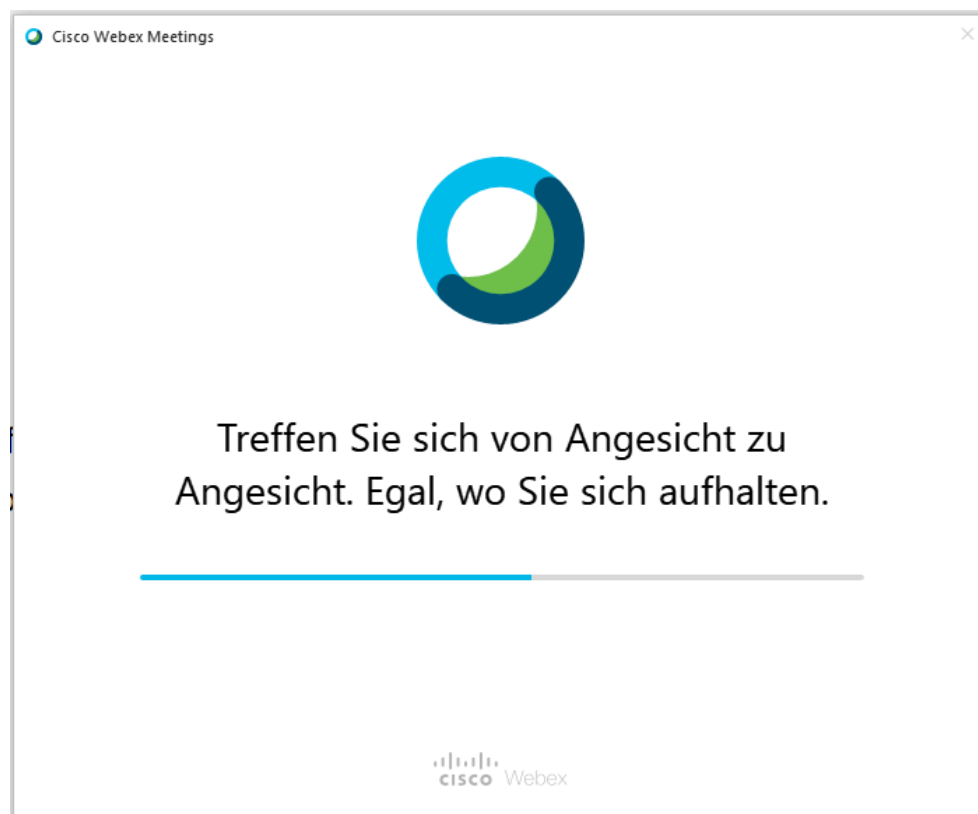 Cisco Webex Meetings
Treffen Sie sich von Angesicht zu
Angesicht. Egal, wo Sie sich aufhalten.
CISCO Webex